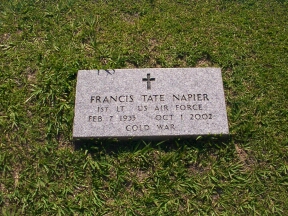 FRANCIS TATE NAPIER
1ST LT US AIR FORCE
FEB 7 1935 OCT 1 2002
COLD WAR